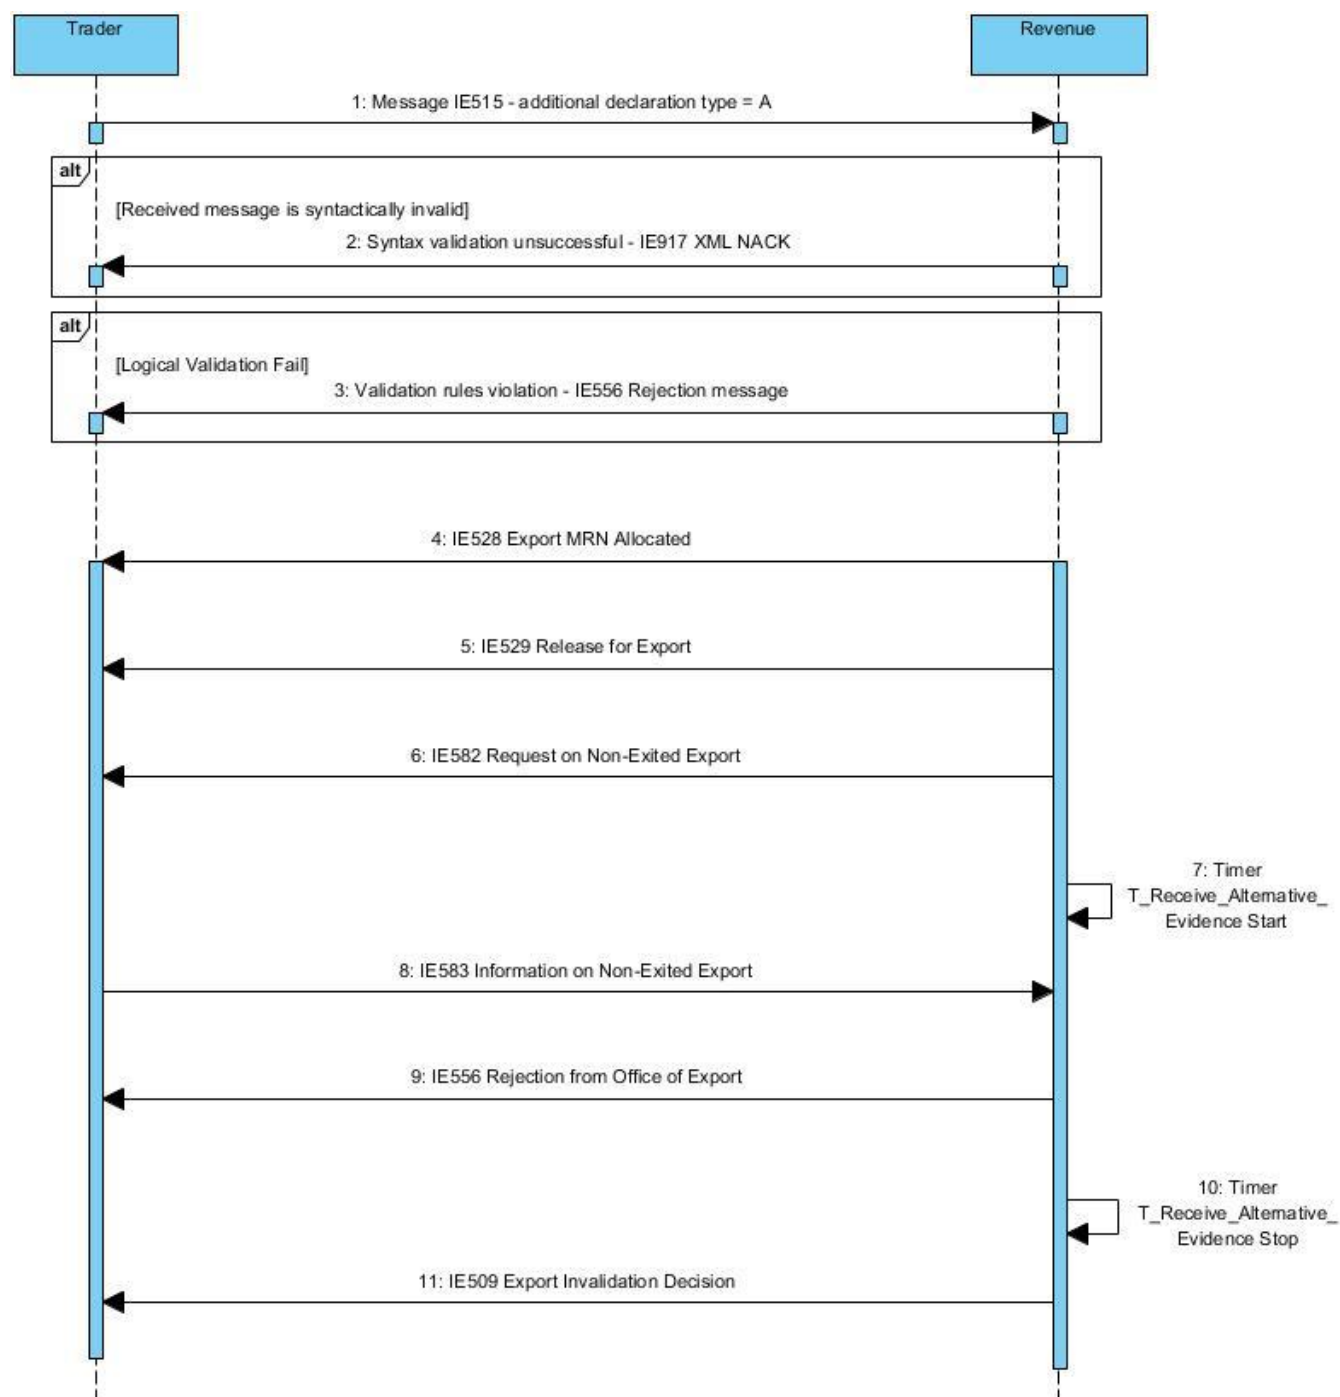 Trader
Revenue
1: Message IE515 - additional declaration type = A
alt
[Received message is syntactically invalid]
2: Syntax validation unsuccessful - IE917 XML NACK
alt
[Logical Validation Fail]
3: Validation rules violation - IE556 Rejection message
4: IE528 Export MRN Allocated
5: IE529 Release for Export
6: IE582 Request on Non-Exited Export
7: Timer
T_Receive_Alternative_
Evidence Start
8: IE583 Information on Non-Exited Export
9: IE556 Rejection from Office of Export
10: Timer
T_Receive_Alternative_
Evidence Stop
11: IE509 Export Invalidation Decision